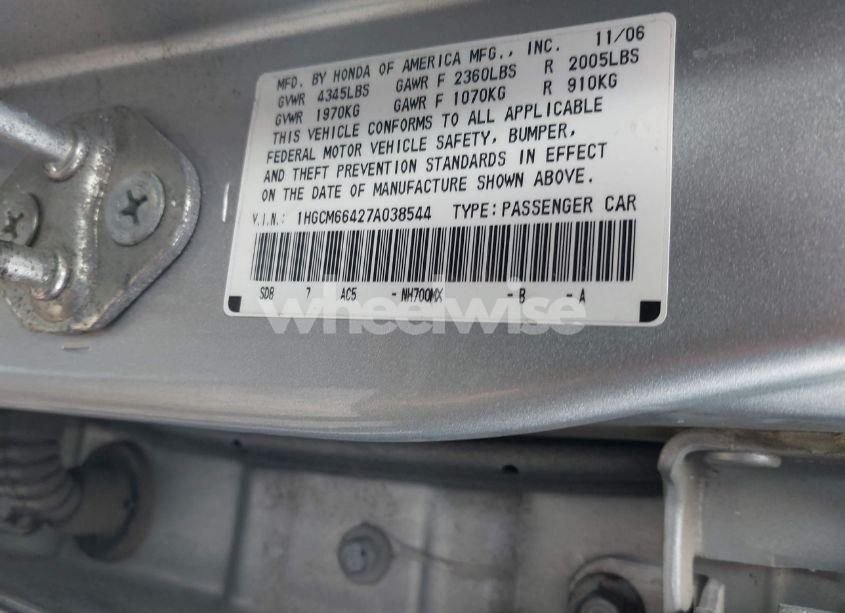 MFD. BY HONDA OF AMERICA MFG., INC. 11/06
GVWR 4345LBS GAWR F 2360LBS R 2005LBS
GVWR 1970KG GAWR F 1070KG R 910KG
THIS VEHICLE CONFORMS TO ALL APPLICABLE
FEDERAL MOTOR VEHICLE SAFETY, BUMPER,
AND THEFT PREVENTION STANDARDS IN EFFECT
ON THE DATE OF MANUFACTURE SHOWN ABOVE.
V.I.N.: 1HGCM66427A038544 TYPE:PASSENGER CAR
SDB 7 AC5 -NH700MX -B -A
wheelwise